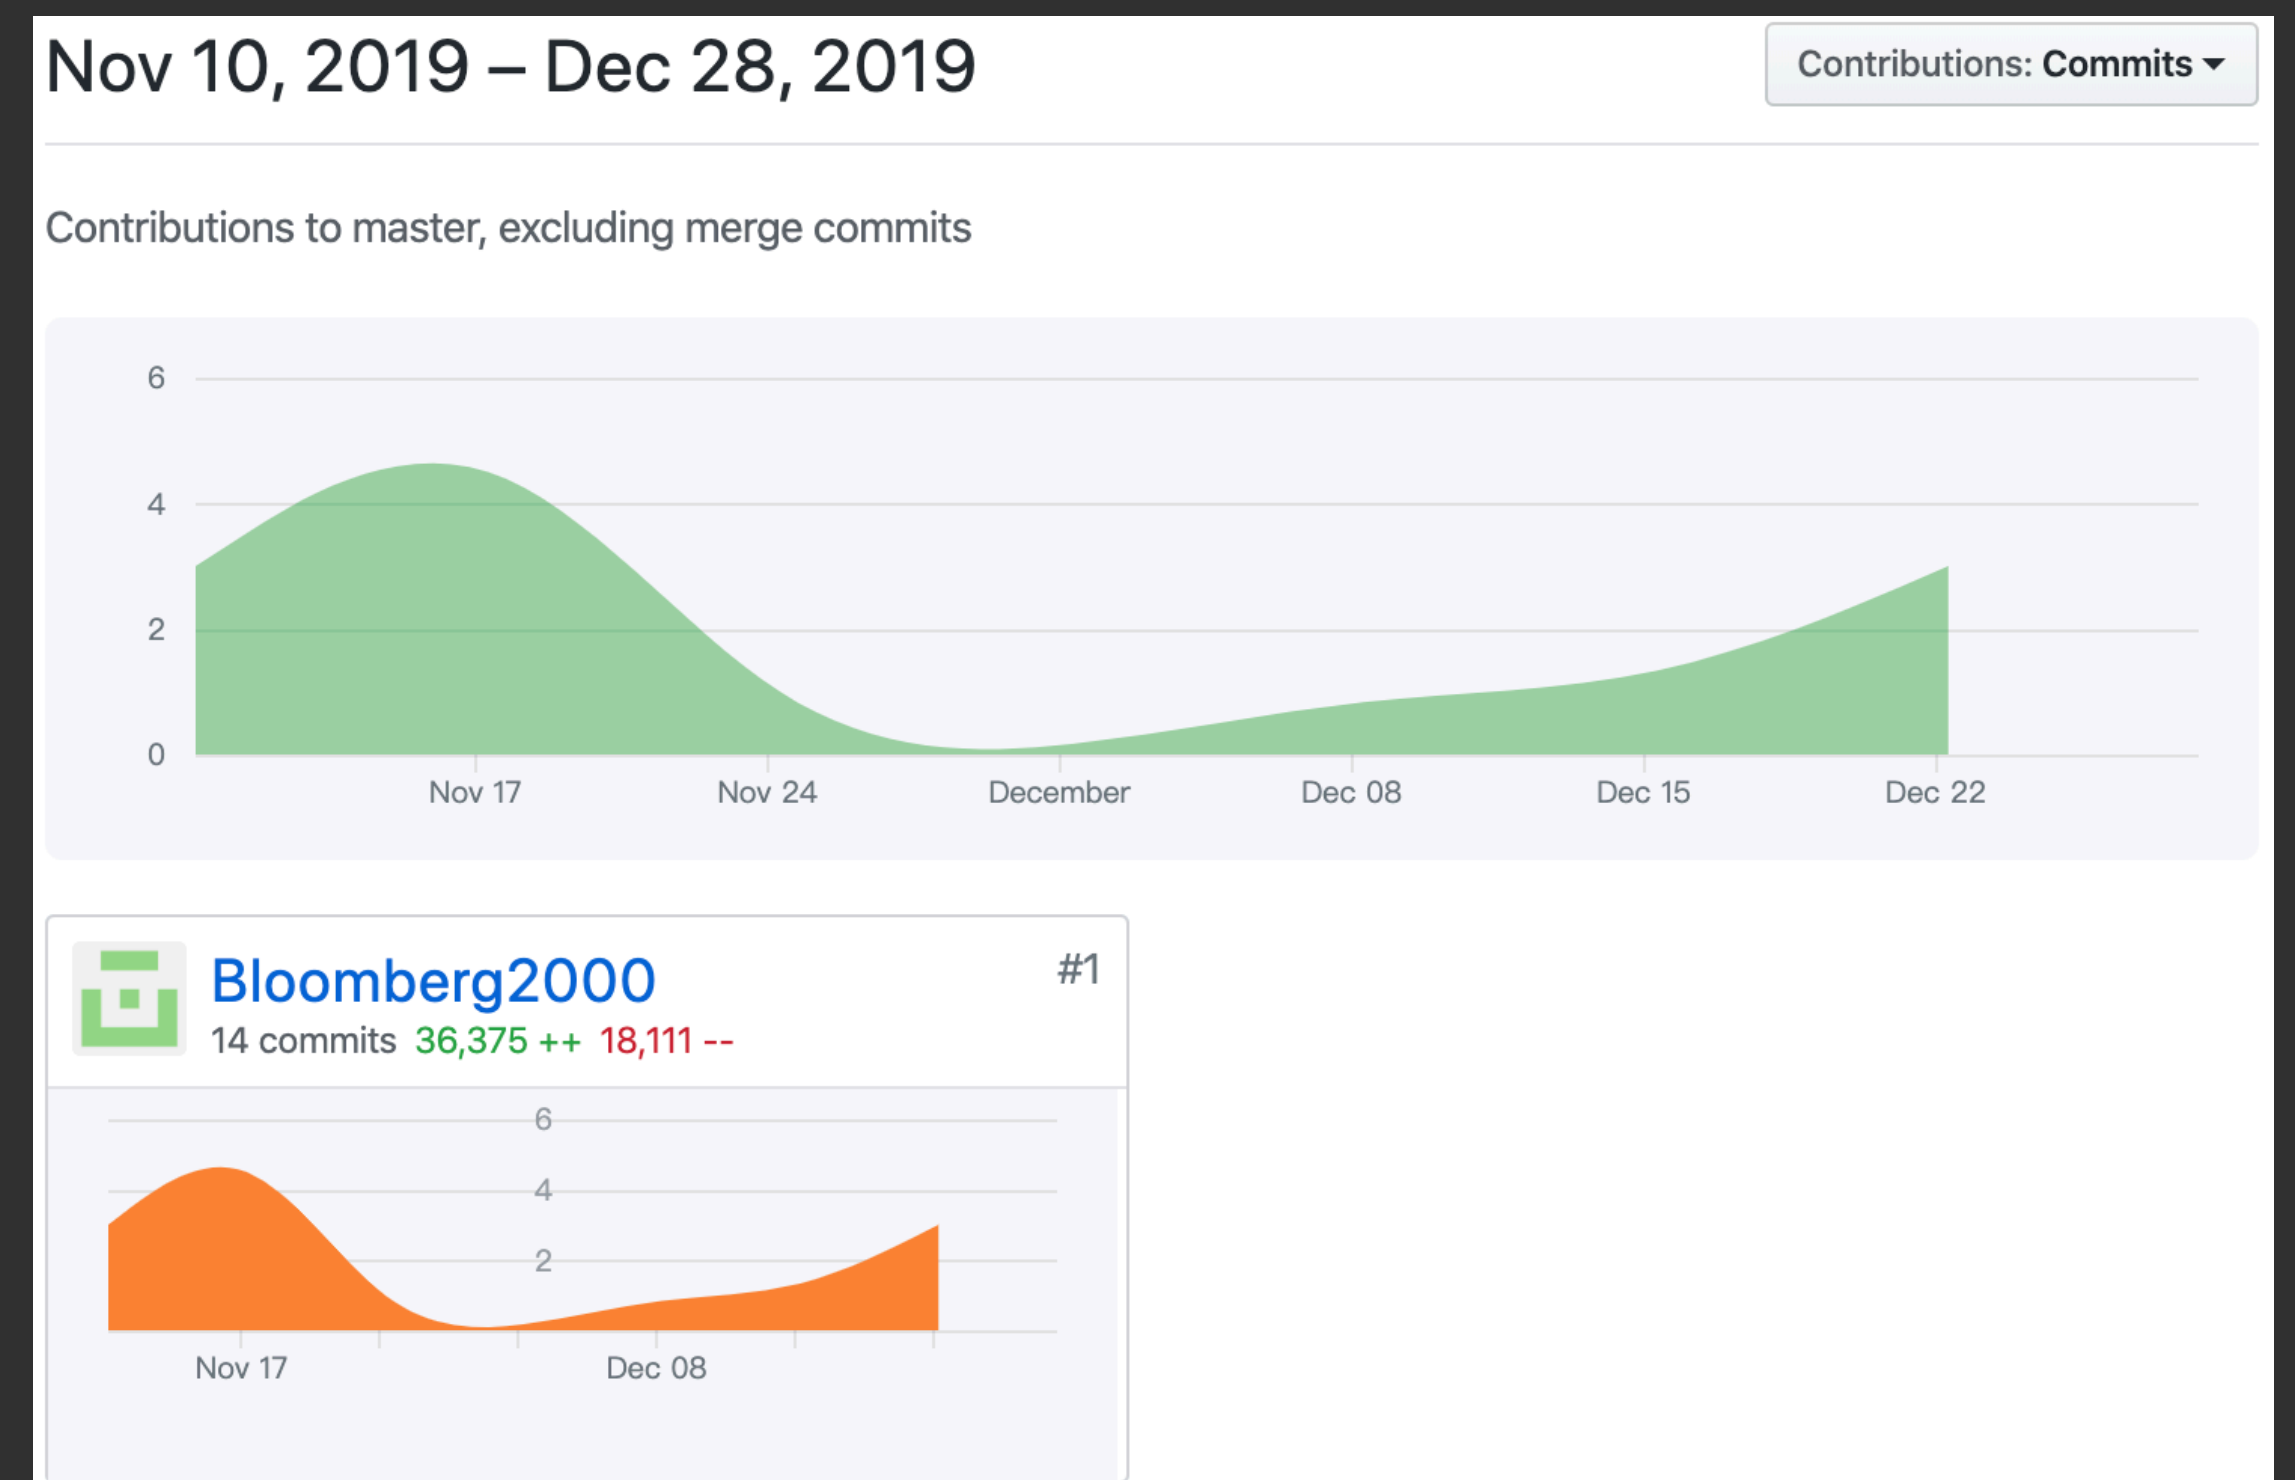 Nov 10, 2019 – Dec 28, 2019
Contributions: Commits
Contributions to master, excluding merge commits
6
4
2
0
Nov 17 Nov 24 December Dec 08 Dec 15 Dec 22
Bloomberg2000 #1
14 commits 36,375 ++ 18,111 --
6
4
2
Nov 17 Dec 08